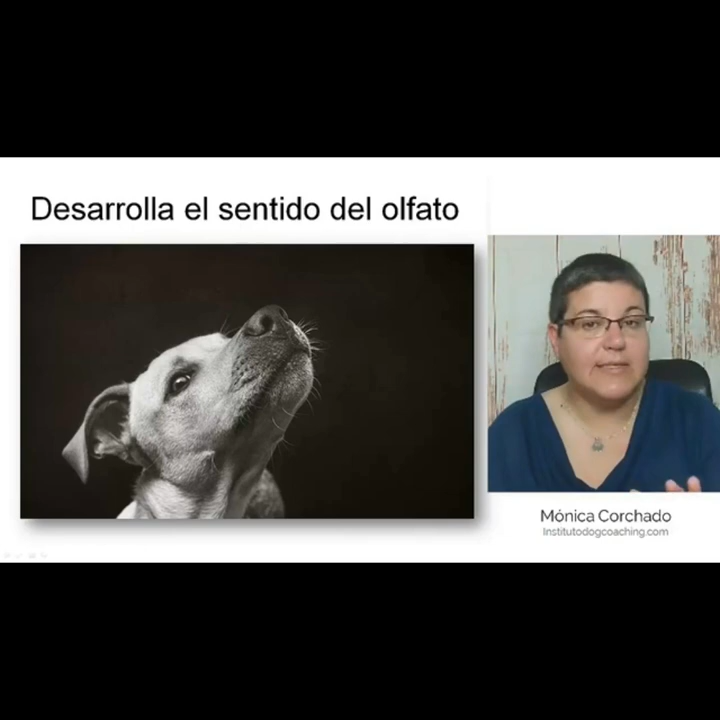 Desarrolla el sentido del olfato
Mónica Corchado
Institutodogcoaching.com